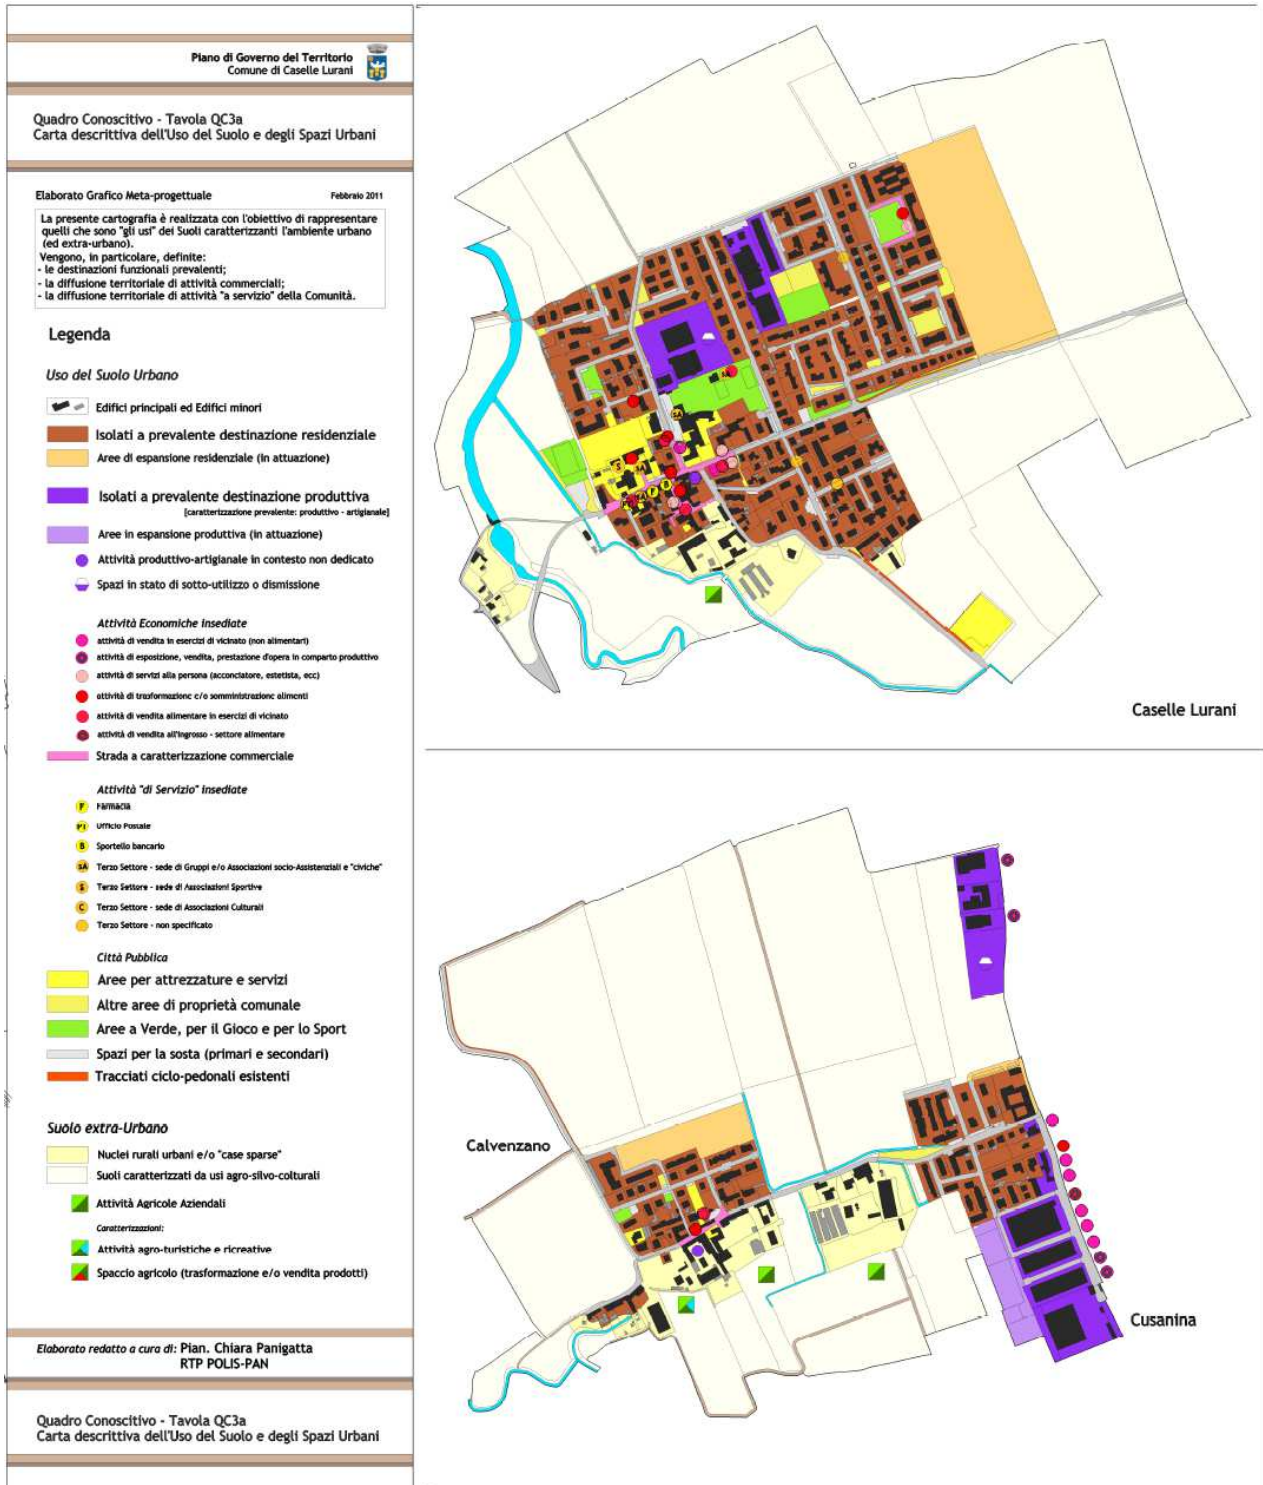 Piano di Governo del Territorio
Comune di Caselle Lurani
Quadro Conoscitivo - Tavola QC3a
Carta descrittiva dell'Uso del Suolo e degli Spazi Urbani
Elaborato Grafico Meta-progettuale
Febbraio 2011
La presente cartografia è realizzata con l'obiettivo di rappresentare
quelli che sono "gli usi" dei Suoli caratterizzanti l'ambiente urbano
(ed extra-urbano).
Vengono, in particolare, definite:
- le destinazioni funzionali prevalenti;
- la diffusione territoriale di attività commerciali;
- la diffusione territoriale di attività "a servizio" della Comunità.
Legenda
Uso del Suolo Urbano
Edifici principali ed Edifici minori
Isolati a prevalente destinazione residenziale
Aree di espansione residenziale (in attuazione)
Isolati a prevalente destinazione produttiva
[caratterizzazione prevalente: produttivo - artigianale]
Aree in espansione produttiva (in attuazione)
Attività produttivo-artigianale in contesto non dedicato
Spazi in stato di sotto-utilizzo o dismissione
Attività Economiche insediate
attività di vendita in esercizi di vicinato (non alimentari)
attività di esposizione, vendita, prestazione d'opera in comparto produttivo
attività di servizi alla persona (acconciatore, estetista, ecc)
attività di trasformazione e/o somministrazione alimenti
attività di vendita alimentare in esercizi di vicinato
attività di vendita all'ingrosso - settore alimentare
Strada a caratterizzazione commerciale
Attività "di Servizio" insediate
F Farmacia
PT Ufficio Postale
B Sportello bancario
SA Terzo Settore - sede di Gruppi e/o Associazioni socio-Assistenziali e "civiche"
S Terzo Settore - sede di Associazioni Sportive
C Terzo Settore - sede di Associazioni Culturali
Terzo Settore - non specificato
Città Pubblica
Aree per attrezzature e servizi
Altre aree di proprietà comunale
Aree a Verde, per il Gioco e per lo Sport
Spazi per la sosta (primari e secondari)
Tracciati ciclo-pedonali esistenti
Suolo extra-Urbano
Nuclei rurali urbani e/o "case sparse"
Suoli caratterizzati da usi agro-silvo-colturali
Attività Agricole Aziendali
Caratterizzazioni:
Attività agro-turistiche e ricreative
Spaccio agricolo (trasformazione e/o vendita prodotti)
Elaborato redatto a cura di: Pian. Chiara Panigatta
RTP POLIS-PAN
Quadro Conoscitivo - Tavola QC3a
Carta descrittiva dell'Uso del Suolo e degli Spazi Urbani
SA
S
F
B
Caselle Lurani
Calvenzano
Cusanina